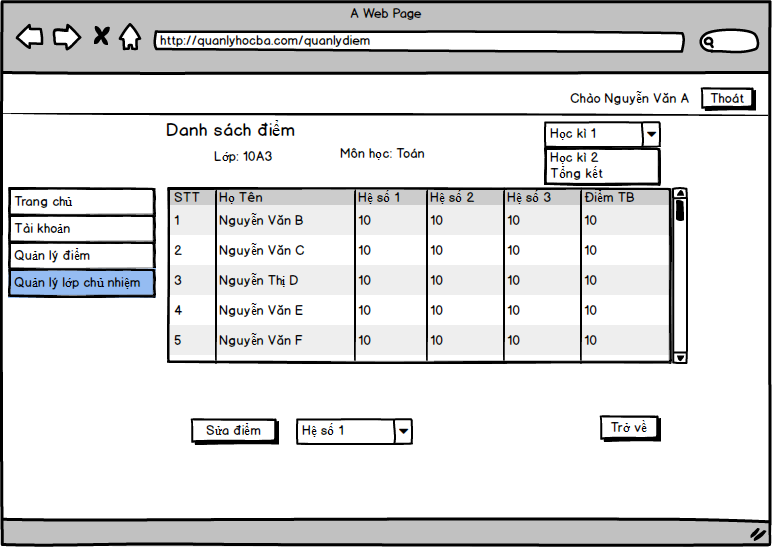 A Web Page
http://quanlyhocba.com/quanlydiem
Chào Nguyễn Văn A
Thoát
Danh sách điểm
Học kì 1
Lớp: 10A3
Môn học: Toán
Học kì 2
Tổng kết
Trang chủ
Tài khoản
Quản lý điểm
Quản lý lớp chủ nhiệm
STT Họ Tên Hệ số 1 Hệ số 2 Hệ số 3 Điểm TB
1 Nguyễn Văn B 10 10 10 10
2 Nguyễn Văn C 10 10 10 10
3 Nguyễn Thị D 10 10 10 10
4 Nguyễn Văn E 10 10 10 10
5 Nguyễn Văn F 10 10 10 10
Sửa điểm
Hệ số 1
Trở về